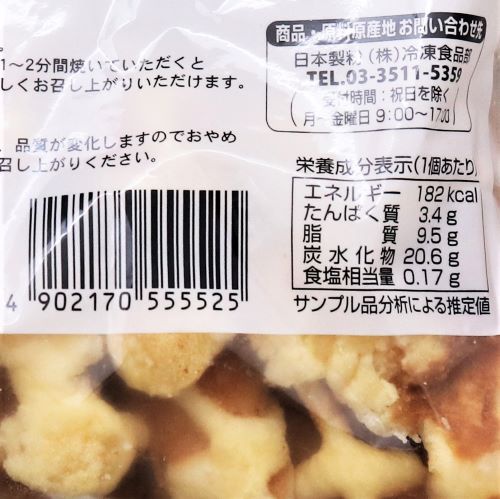 。
1〜2分間焼いていただくと
しくお召し上がりいただけます。
、品質が変化しますのでおやめ
召し上がりください。
商品・原料原産地 お問い合わせ先
日本製粉(株)冷凍食品部
TEL.03-3511-5359
受付時間:祝日を除く
月〜金曜日 9:00〜17:00
栄養成分表示(1個あたり)
エネルギー 182 kcal
たんぱく質 3.4 g
脂質 9.5 g
炭水化物 20.6 g
食塩相当量 0.17 g
サンプル品分析による推定値
4 902170 555525